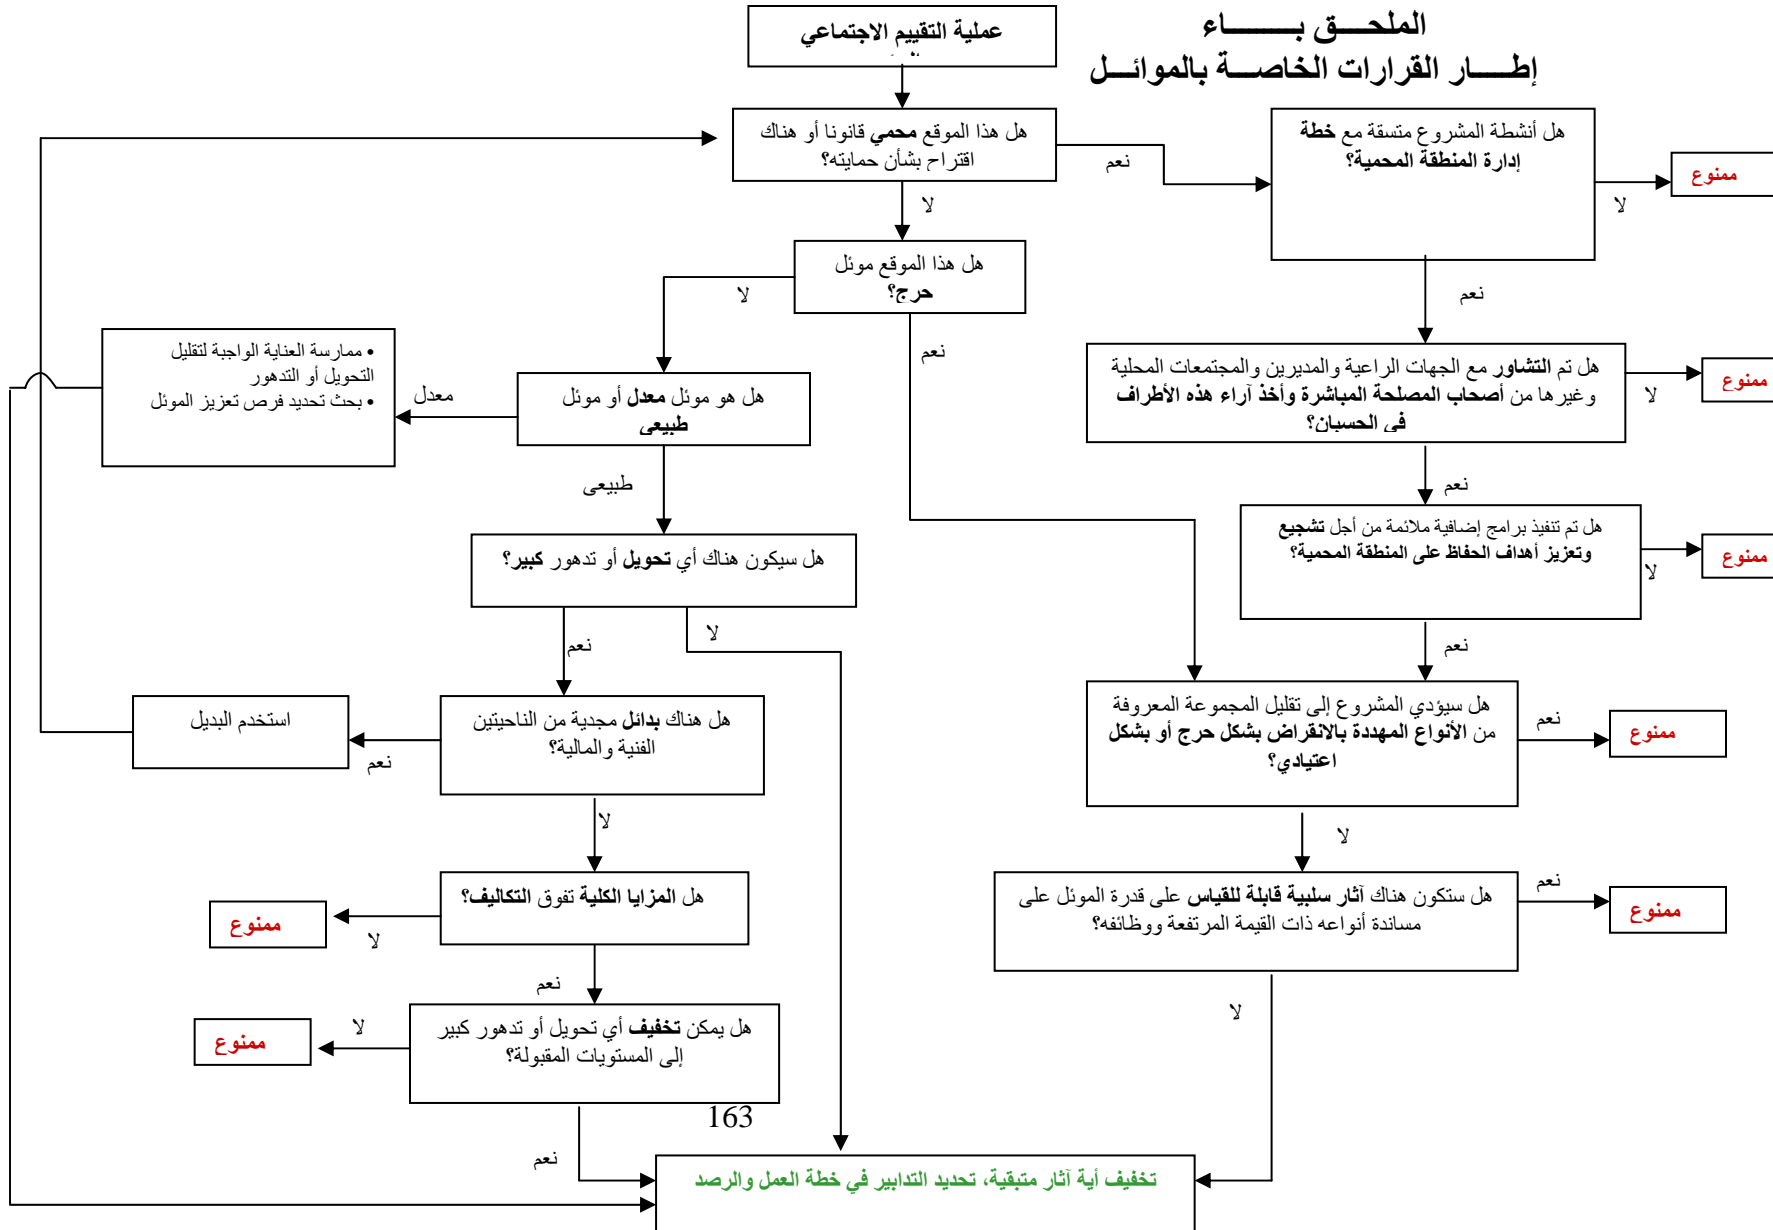 الملحق بـاء
إطار القرارات الخاصة بالموائل
عملية التقييم الاجتماعي
هل هذا الموقع محمي قانونا أو هناك
اقتراح بشأن حمايته؟
نعم
لا
هل أنشطة المشروع متسقة مع خطة
إدارة المنطقة المحمية؟
لا
ممنوع
نعم
هل هذا الموقع موئل
حرج؟
لا
نعم
هل تم التشاور مع الجهات الراعية والمديرين والمجتمعات المحلية
وغيرها من أصحاب المصلحة المباشرة وأخذ آراء هذه الأطراف
في الحسبان؟
لا
ممنوع
نعم
هل هو موئل معدل أو موئل
طبيعي
معدل
• ممارسة العناية الواجبة لتقليل
التحويل أو التدهور
• بحث تحديد فرص تعزيز الموئل
طبيعى
هل تم تنفيذ برامج إضافية ملائمة من أجل تشجيع
وتعزيز أهداف الحفاظ على المنطقة المحمية؟
لا
ممنوع
نعم
هل سيكون هناك أي تحويل أو تدهور كبير؟
لا
نعم
هل سيؤدي المشروع إلى تقليل المجموعة المعروفة
من الأنواع المهددة بالانقراض بشكل حرج أو بشكل
اعتيادي؟
نعم
ممنوع
لا
هل هناك بدائل مجدية من الناحيتين
الفنية والمالية؟
نعم
استخدم البديل
لا
هل ستكون هناك آثار سلبية قابلة للقياس على قدرة الموئل على
مساندة أنواعه ذات القيمة المرتفعة ووظائفه؟
نعم
ممنوع
لا
هل المزايا الكلية تفوق التكاليف؟
لا
ممنوع
نعم
هل يمكن تخفيف أي تحويل أو تدهور كبير
إلى المستويات المقبولة؟
لا
ممنوع
نعم
163
تخفيف أية آثار متبقية، تحديد التدابير في خطة العمل والرصد